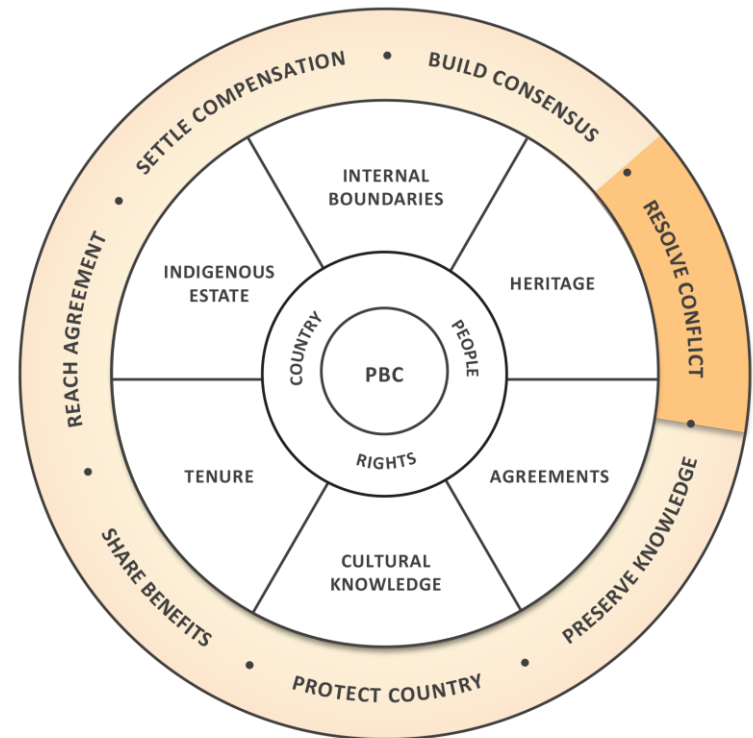 SETTLE COMPENSATION
•
BUILD CONSENSUS
•
RESOLVE CONFLICT
•
PRESERVE KNOWLEDGE
•
PROTECT COUNTRY
•
SHARE BENEFITS
•
REACH AGREEMENT
•
INTERNAL
BOUNDARIES
HERITAGE
AGREEMENTS
CULTURAL
KNOWLEDGE
TENURE
INDIGENOUS
ESTATE
COUNTRY
PEOPLE
RIGHTS
PBC